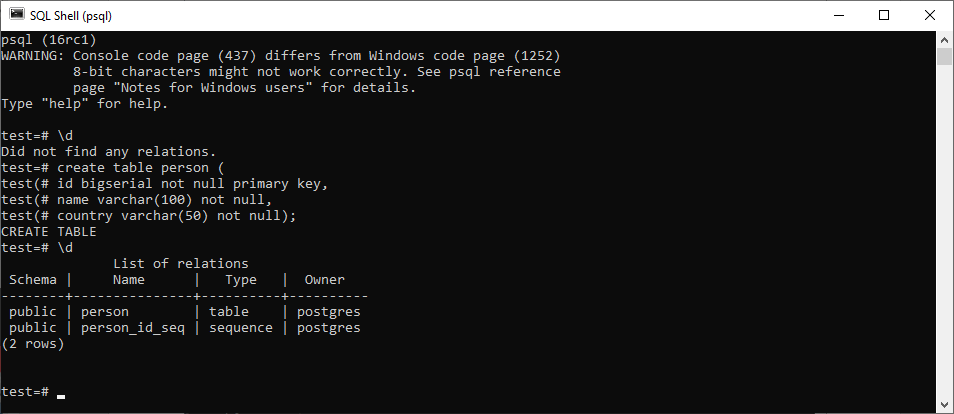 SQL Shell (psql)
psql (16rc1)
WARNING: Console code page (437) differs from Windows code page (1252)
         8-bit characters might not work correctly. See psql reference
         page "Notes for Windows users" for details.
Type "help" for help.

test=# \d
Did not find any relations.
test=# create table person (
test(# id bigserial not null primary key,
test(# name varchar(100) not null,
test(# country varchar(50) not null);
CREATE TABLE
test=# \d
              List of relations
 Schema |     Name      |   Type   |  Owner
--------+---------------+----------+----------
 public | person        | table    | postgres
 public | person_id_seq | sequence | postgres
(2 rows)


test=#